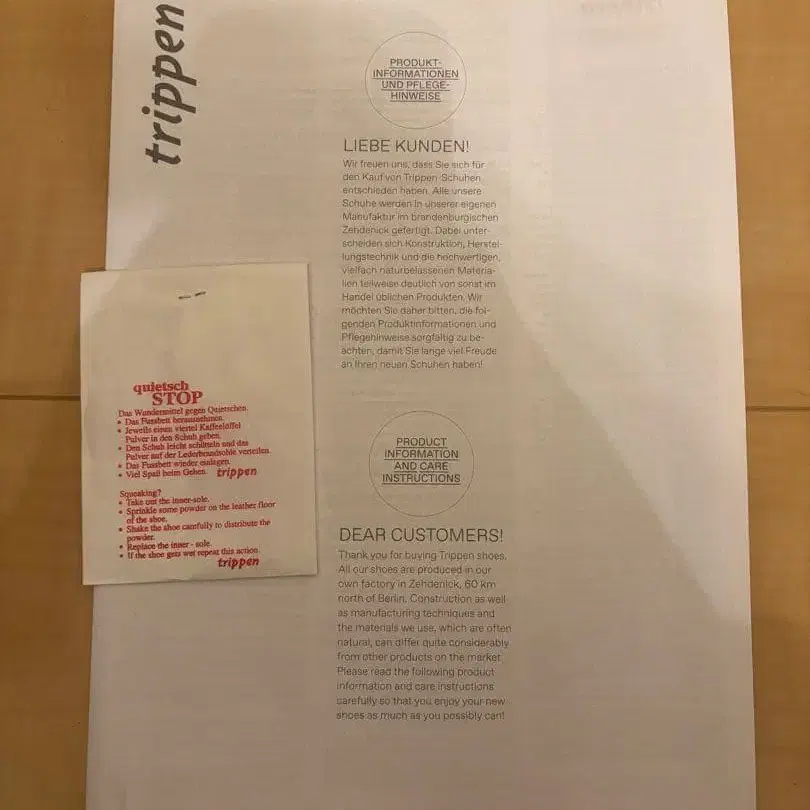 trippen
PRODUKT-
INFORMATIONEN
UND PFLEGE-
HINWEISE
LIEBE KUNDEN!
Wir freuen uns, dass Sie sich für
den Kauf von Trippen-Schuhen
entschieden haben. Alle unsere
Schuhe werden in unserer eigenen
Manufaktur im brandenburgischen
Zehdenick gefertigt. Dabei unter-
scheiden sich Konstruktion, Herstel-
lungstechnik und die hochwertigen,
vielfach naturbelassenen Materia-
lien teilweise deutlich von sonst im
Handel üblichen Produkten. Wir
möchten Sie daher bitten, die fol-
genden Produktinformationen und
Pflegehinweise sorgfältig zu be-
achten, damit Sie lange viel Freude
an Ihren neuen Schuhen haben!
PRODUCT
INFORMATION
AND CARE
INSTRUCTIONS
DEAR CUSTOMERS!
Thank you for buying Trippen shoes.
All our shoes are produced in our
own factory in Zehdenick, 60 km
north of Berlin. Construction as well
as manufacturing techniques and
the materials we use, which are often
natural, can differ quite considerably
from other products on the market.
Please read the following product
information and care instructions
carefully so that you enjoy your new
shoes as much as you possibly can!
quietsch
STOP
Das Wundermittel gegen Quietschen.
• Das Fussbett herausnehmen.
• Jeweils einen viertel Kaffeelöffel
Pulver in den Schuh geben.
• Den Schuh leicht schütteln und das
Pulver auf der Lederbrandsohle verteilen.
• Das Fussbett wieder einlegen.
• Viel Spaß beim Gehen. trippen
Squeaking?
• Take out the inner-sole.
• Sprinkle some powder on the leather floor
of the shoe.
• Shake the shoe carefully to distribute the
powder.
• Replace the inner - sole.
• If the shoe gets wet repeat this action.
trippen